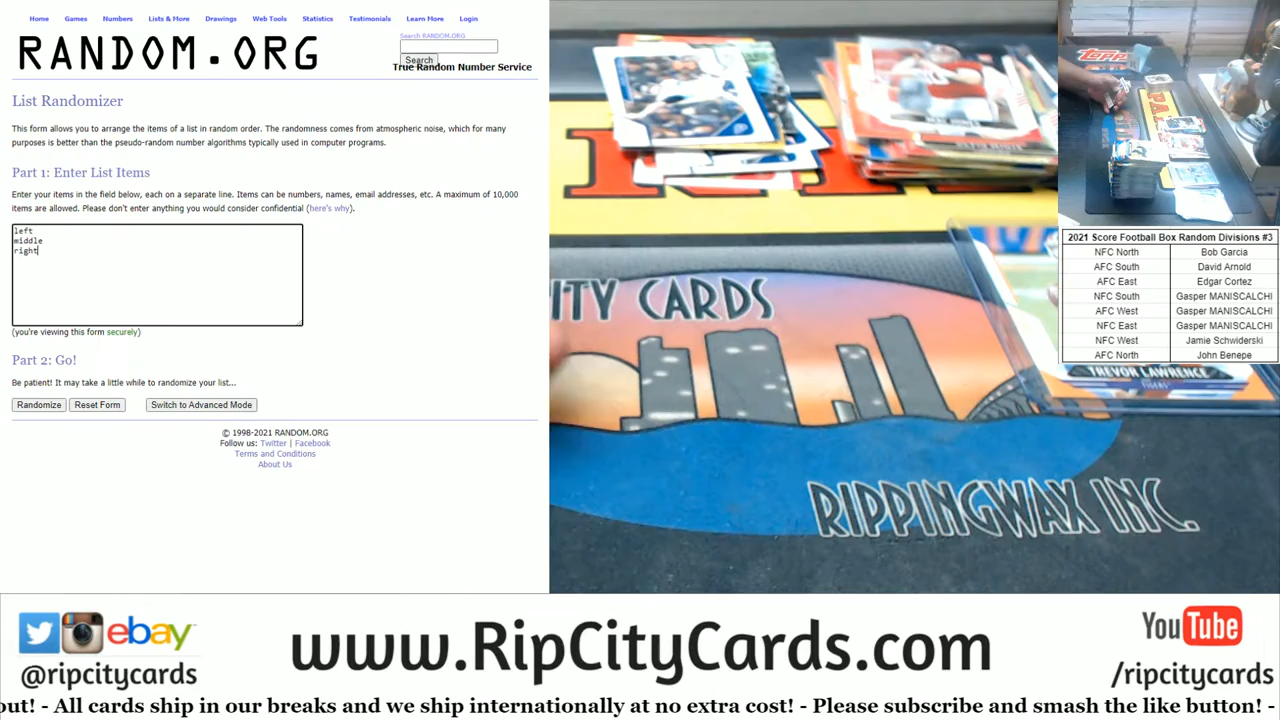 Home Games Numbers Lists & More Drawings Web Tools Statistics Testimonials Learn More Login
RANDOM.ORG
Search RANDOM.ORG
Search
True Random Number Service
List Randomizer
This form allows you to arrange the items of a list in random order. The randomness comes from atmospheric noise, which for many
purposes is better than the pseudo-random number algorithms typically used in computer programs.
Part 1: Enter List Items
Enter your items in the field below, each on a separate line. Items can be numbers, names, email addresses, etc. A maximum of 10,000
items are allowed. Please don't enter anything you would consider confidential (here's why).
left
middle
right
(you're viewing this form securely)
Part 2: Go!
Be patient! It may take a little while to randomize your list...
Randomize Reset Form Switch to Advanced Mode
© 1998-2021 RANDOM.ORG
Follow us: Twitter | Facebook
Terms and Conditions
About Us
ITY CARDS
RIPPINGWAX INC.
TOPPS
2021 Score Football Box Random Divisions #3
NFC North Bob Garcia
AFC South David Arnold
AFC East Edgar Cortez
NFC South Gasper MANISCALCHI
AFC West Gasper MANISCALCHI
NFC East Gasper MANISCALCHI
NFC West Jamie Schwiderski
AFC North John Benepe
TREVOR LAWRENCE
TIGERS
ebay
@ripcitycards
www.RipCityCards.com
YouTube
/ripcitycards
out! - All cards ship in our breaks and we ship internationally at no extra cost! - Please subscribe and smash the like button! -